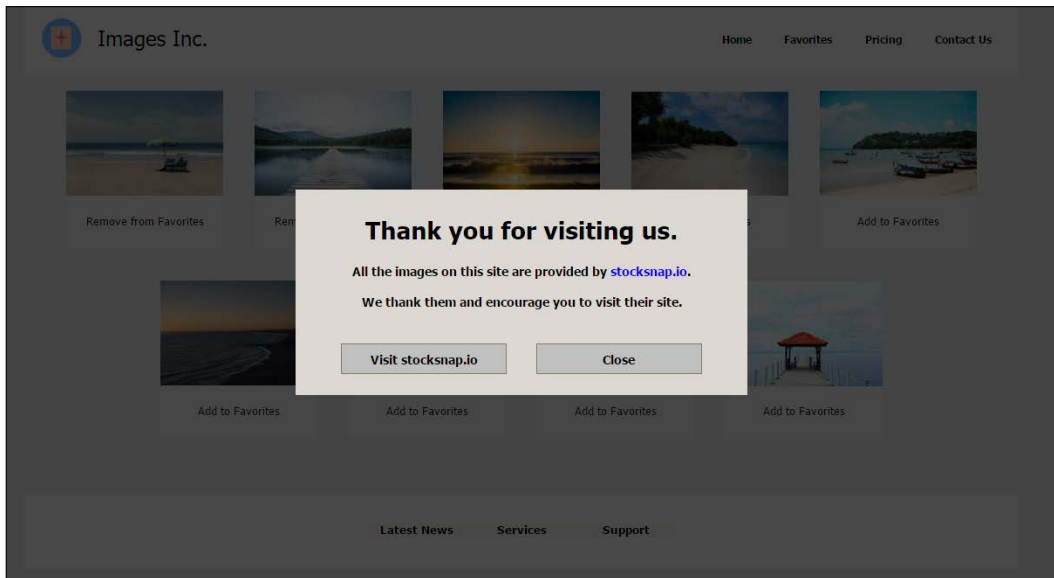 Images Inc.
Home Favorites Pricing Contact Us
Remove from Favorites
Rem
s
Add to Favorites
Thank you for visiting us.
All the images on this site are provided by stocksnap.io.
We thank them and encourage you to visit their site.
Visit stocksnap.io Close
Add to Favorites Add to Favorites Add to Favorites Add to Favorites
Latest News Services Support